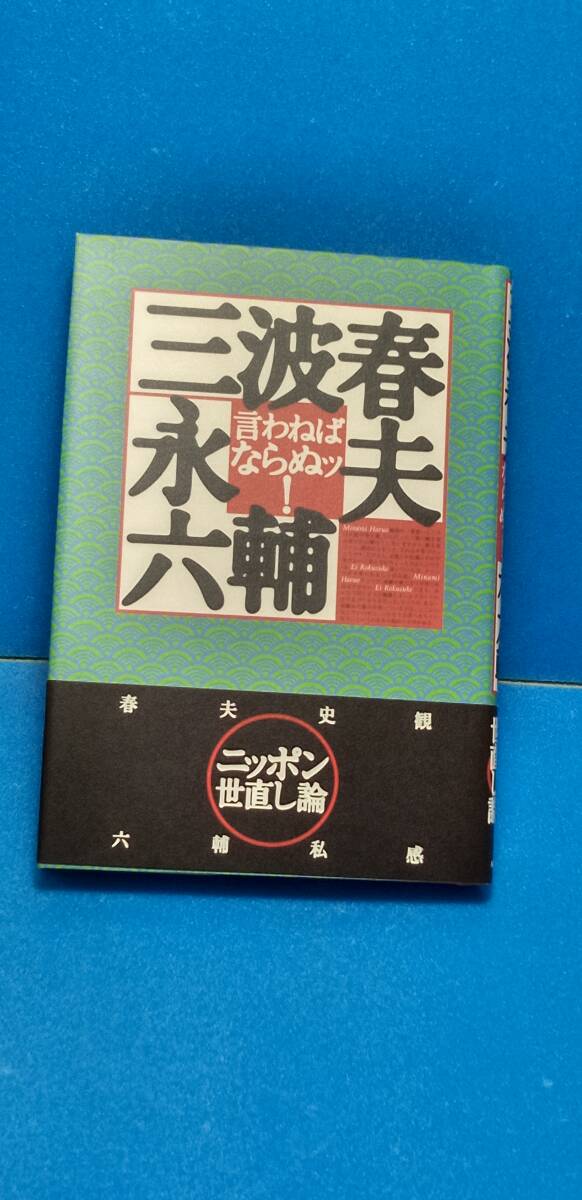 三波春夫
永六輔
言わねば
ならぬッ
!
Minami Haruo
Ei Rokusuke
Minami
Haruo
Ei Rokusuke
春夫史観
ニッポン
世直し論
六輔私感